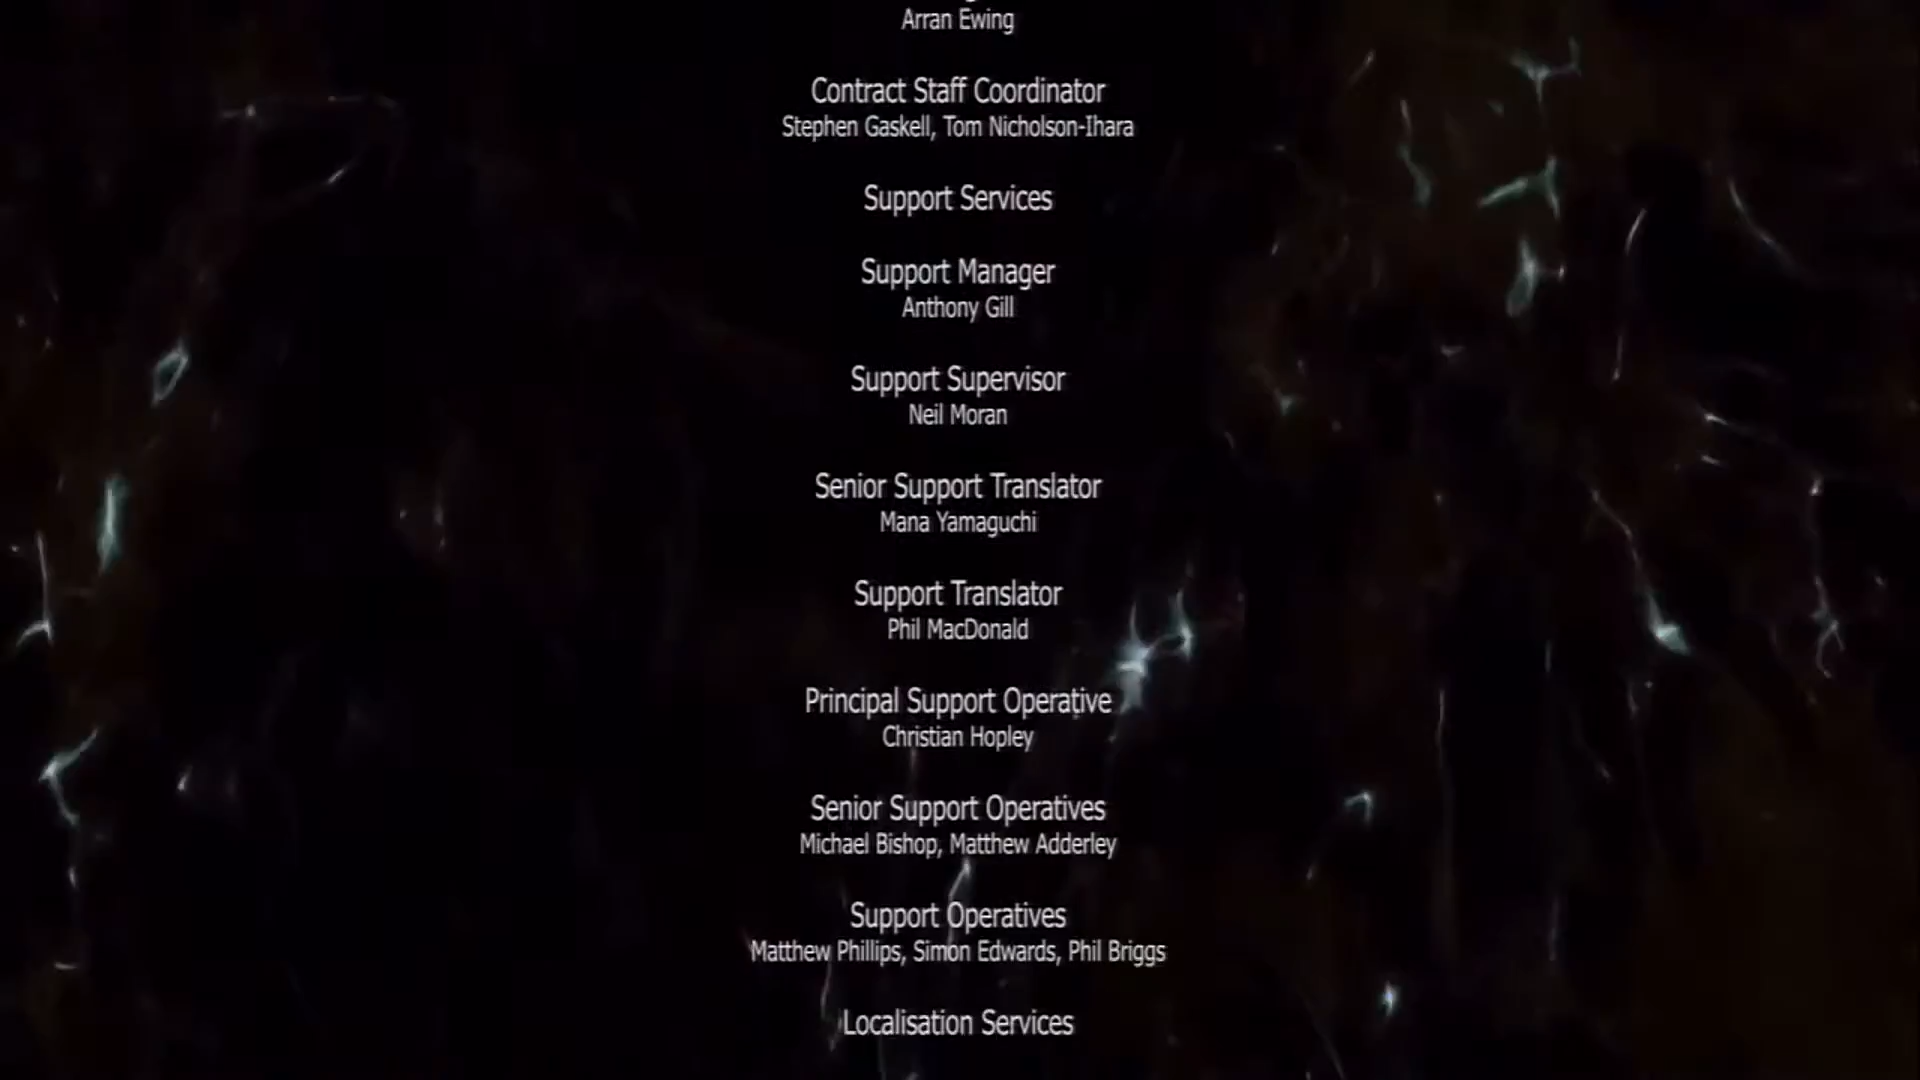 Arran Ewing
Contract Staff Coordinator
Stephen Gaskell, Tom Nicholson-Ihara
Support Services
Support Manager
Anthony Gill
Support Supervisor
Neil Moran
Senior Support Translator
Mana Yamaguchi
Support Translator
Phil MacDonald
Principal Support Operative
Christian Hopley
Senior Support Operatives
Michael Bishop, Matthew Adderley
Support Operatives
Matthew Phillips, Simon Edwards, Phil Briggs
Localisation Services